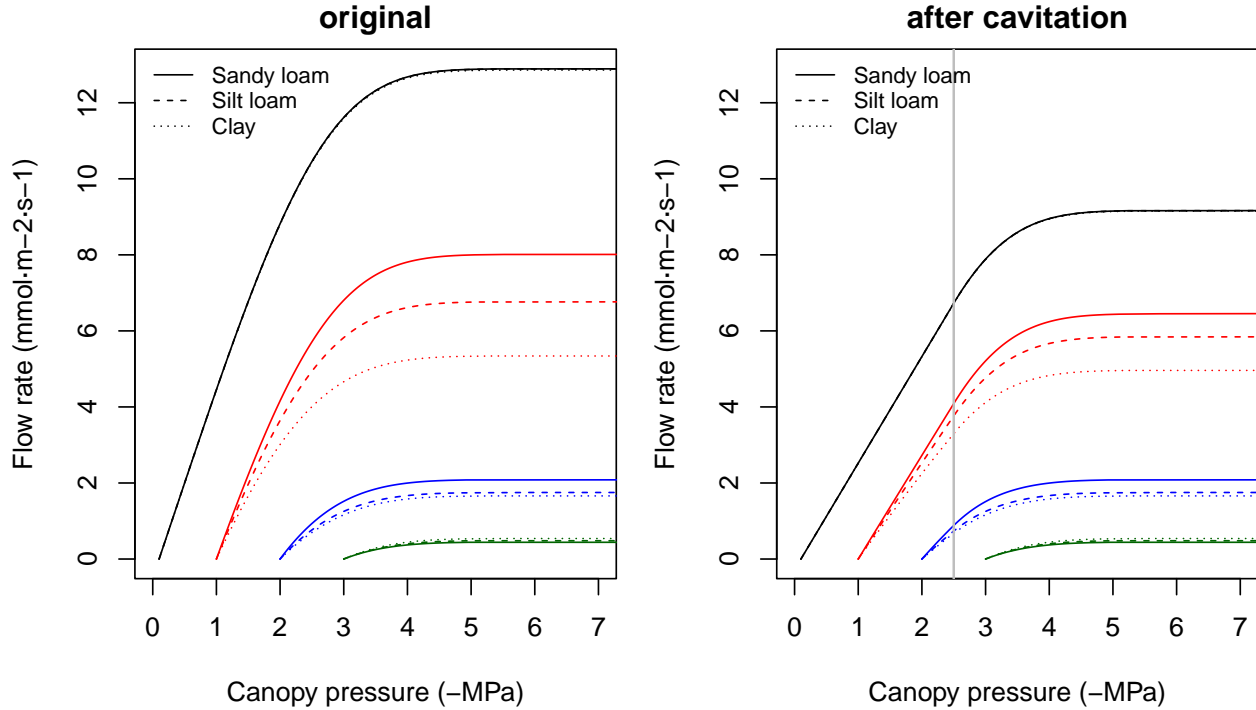 original
Sandy loam
Silt loam
Clay
Flow rate (mmol·m−2·s−1)
0
2
4
6
8
10
12
0 1 2 3 4 5 6 7
Canopy pressure (−MPa)
after cavitation
Sandy loam
Silt loam
Clay
Flow rate (mmol·m−2·s−1)
0
2
4
6
8
10
12
0 1 2 3 4 5 6 7
Canopy pressure (−MPa)